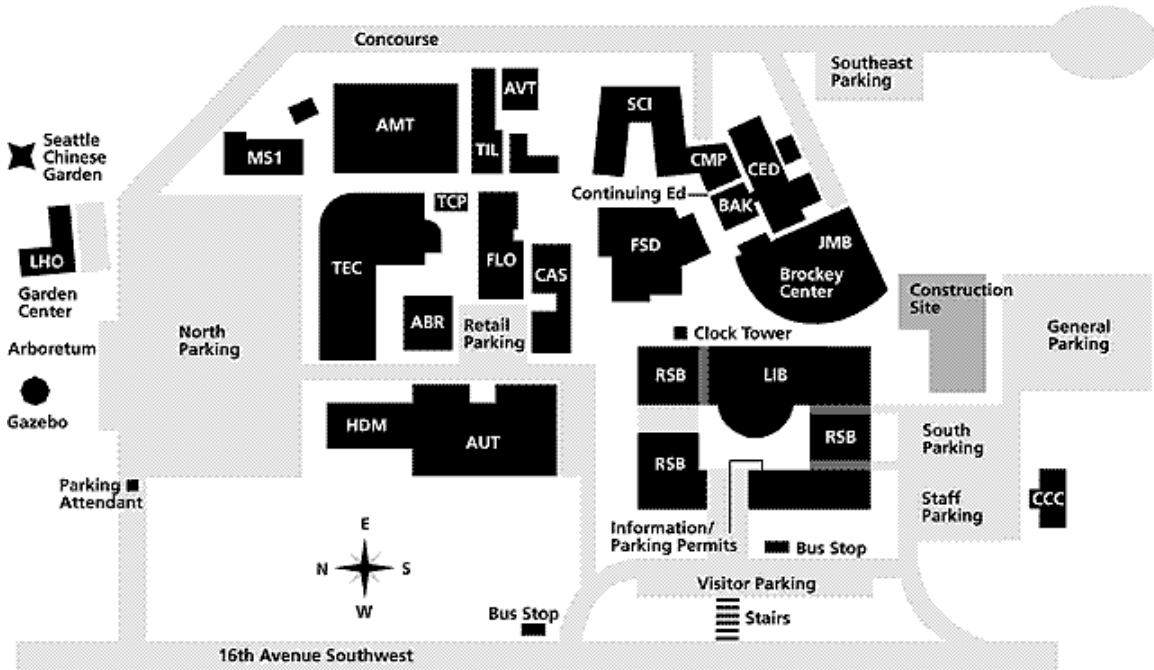 Concourse
Southeast
Parking
AVT
SCI
AMT
Seattle
Chinese
Garden
MS1
TIL
CMP
CED
Continuing Ed
BAK
TCP
LHO
TEC
FLO
CAS
FSD
JMB
Brockey
Center
Garden
Center
Construction
Site
North
Parking
ABR
Retail
Parking
Clock Tower
General
Parking
Arboretum
RSB
LIB
Gazebo
HDM
AUT
RSB
South
Parking
RSB
Parking
Attendant
Staff
Parking
CCC
Information/
Parking Permits
Bus Stop
E
N
S
W
Visitor Parking
Bus Stop
Stairs
16th Avenue Southwest